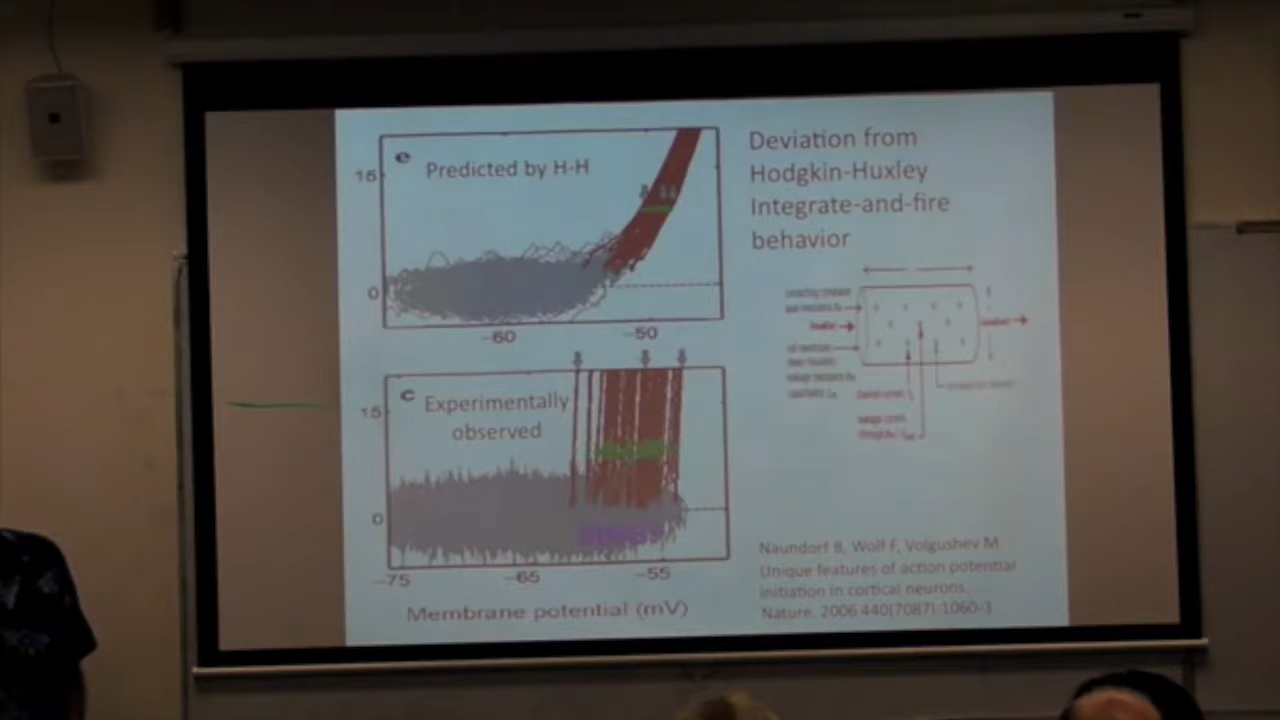 e
Predicted by H-H
16
0
−60
−50
c
Experimentally
observed
15
0
−75
−65
−55
Membrane potential (mV)
Deviation from
Hodgkin-Huxley
Integrate-and-fire
behavior
Naundorf B, Wolf F, Volgushev M
Unique features of action potential
initiation in cortical neurons.
Nature. 2006 440(7087):1060-3